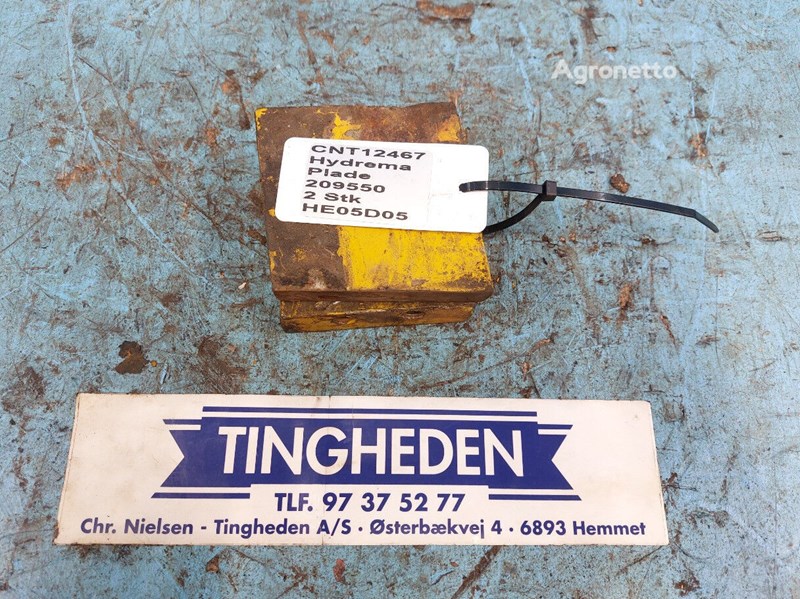 Agronetto
CNT12467
Hydrema
Plade
209550
2 Stk
HE05D05
TINGHEDEN
TLF. 97 37 52 77
Chr. Nielsen - Tingheden A/S · Østerbækvej 4 · 6893 Hemmet